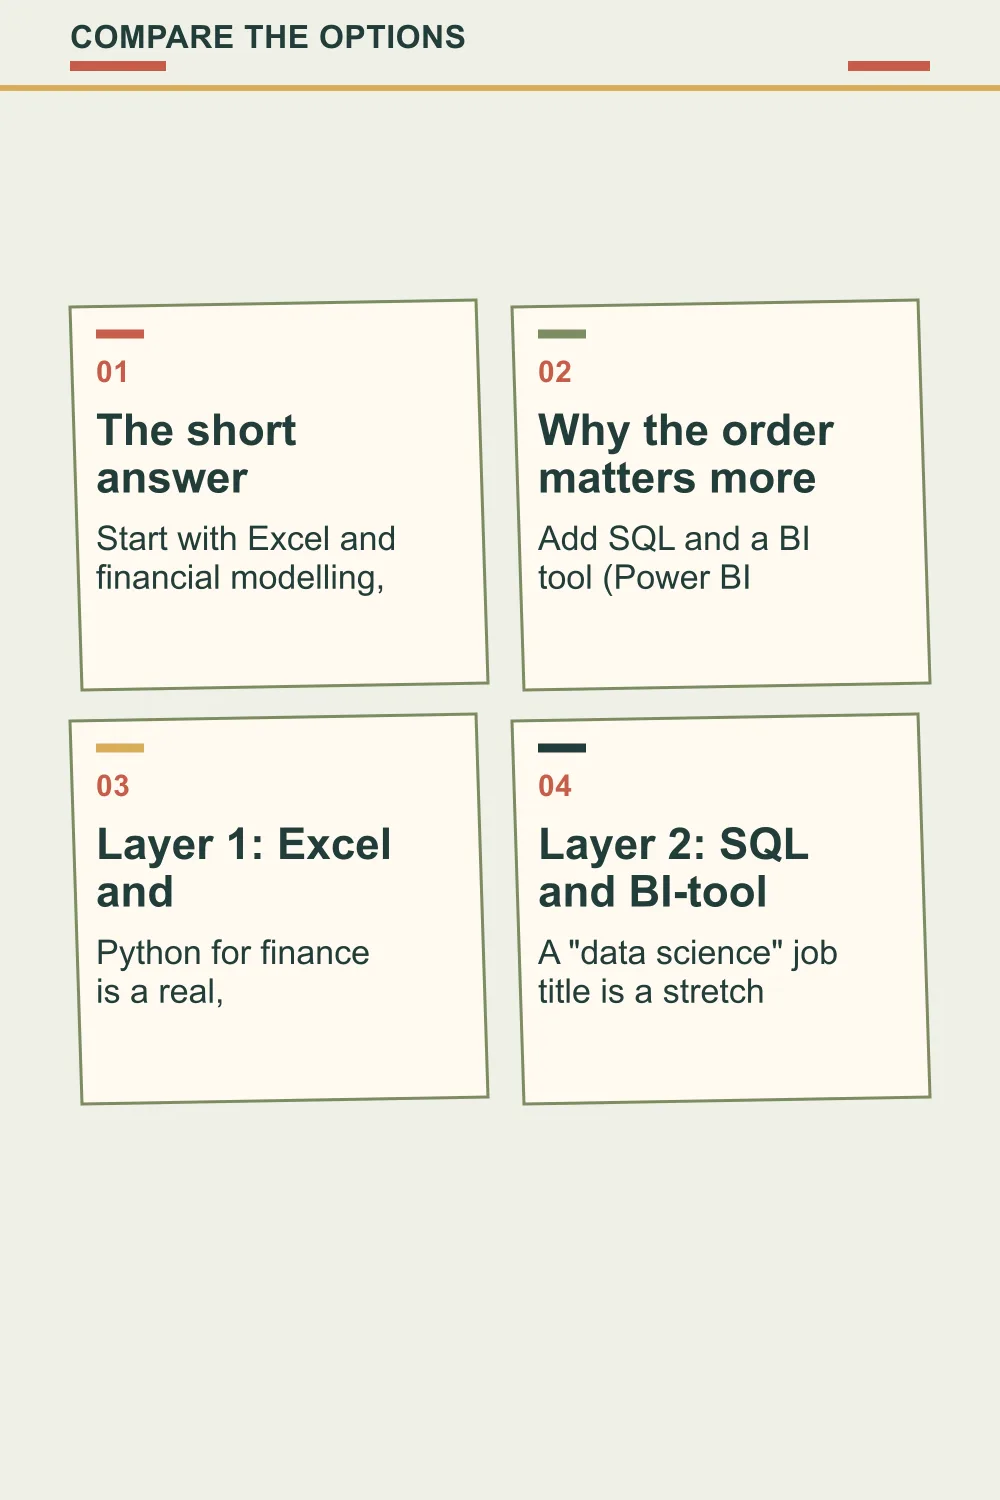 COMPARE THE OPTIONS
01
The short
answer
Start with Excel and
financial modelling,
02
Why the order
matters more
Add SQL and a BI
tool (Power BI
03
Layer 1: Excel
and
Python for finance
is a real,
04
Layer 2: SQL
and BI-tool
A "data science" job
title is a stretch